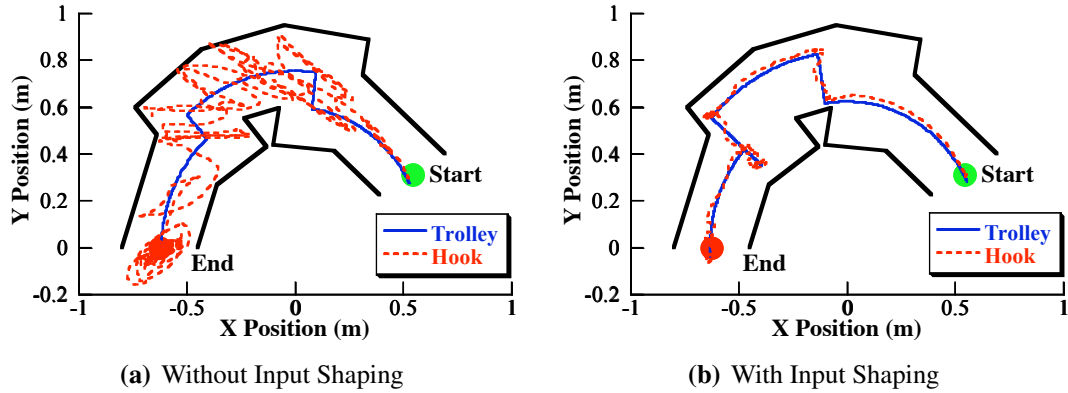 1
0.8
0.6
0.4
0.2
0
-0.2
Y Position (m)
-1
-0.5
0
0.5
1
X Position (m)
Start
End
Trolley
Hook
(a) Without Input Shaping
1
0.8
0.6
0.4
0.2
0
-0.2
Y Position (m)
-1
-0.5
0
0.5
1
X Position (m)
Start
End
Trolley
Hook
(b) With Input Shaping